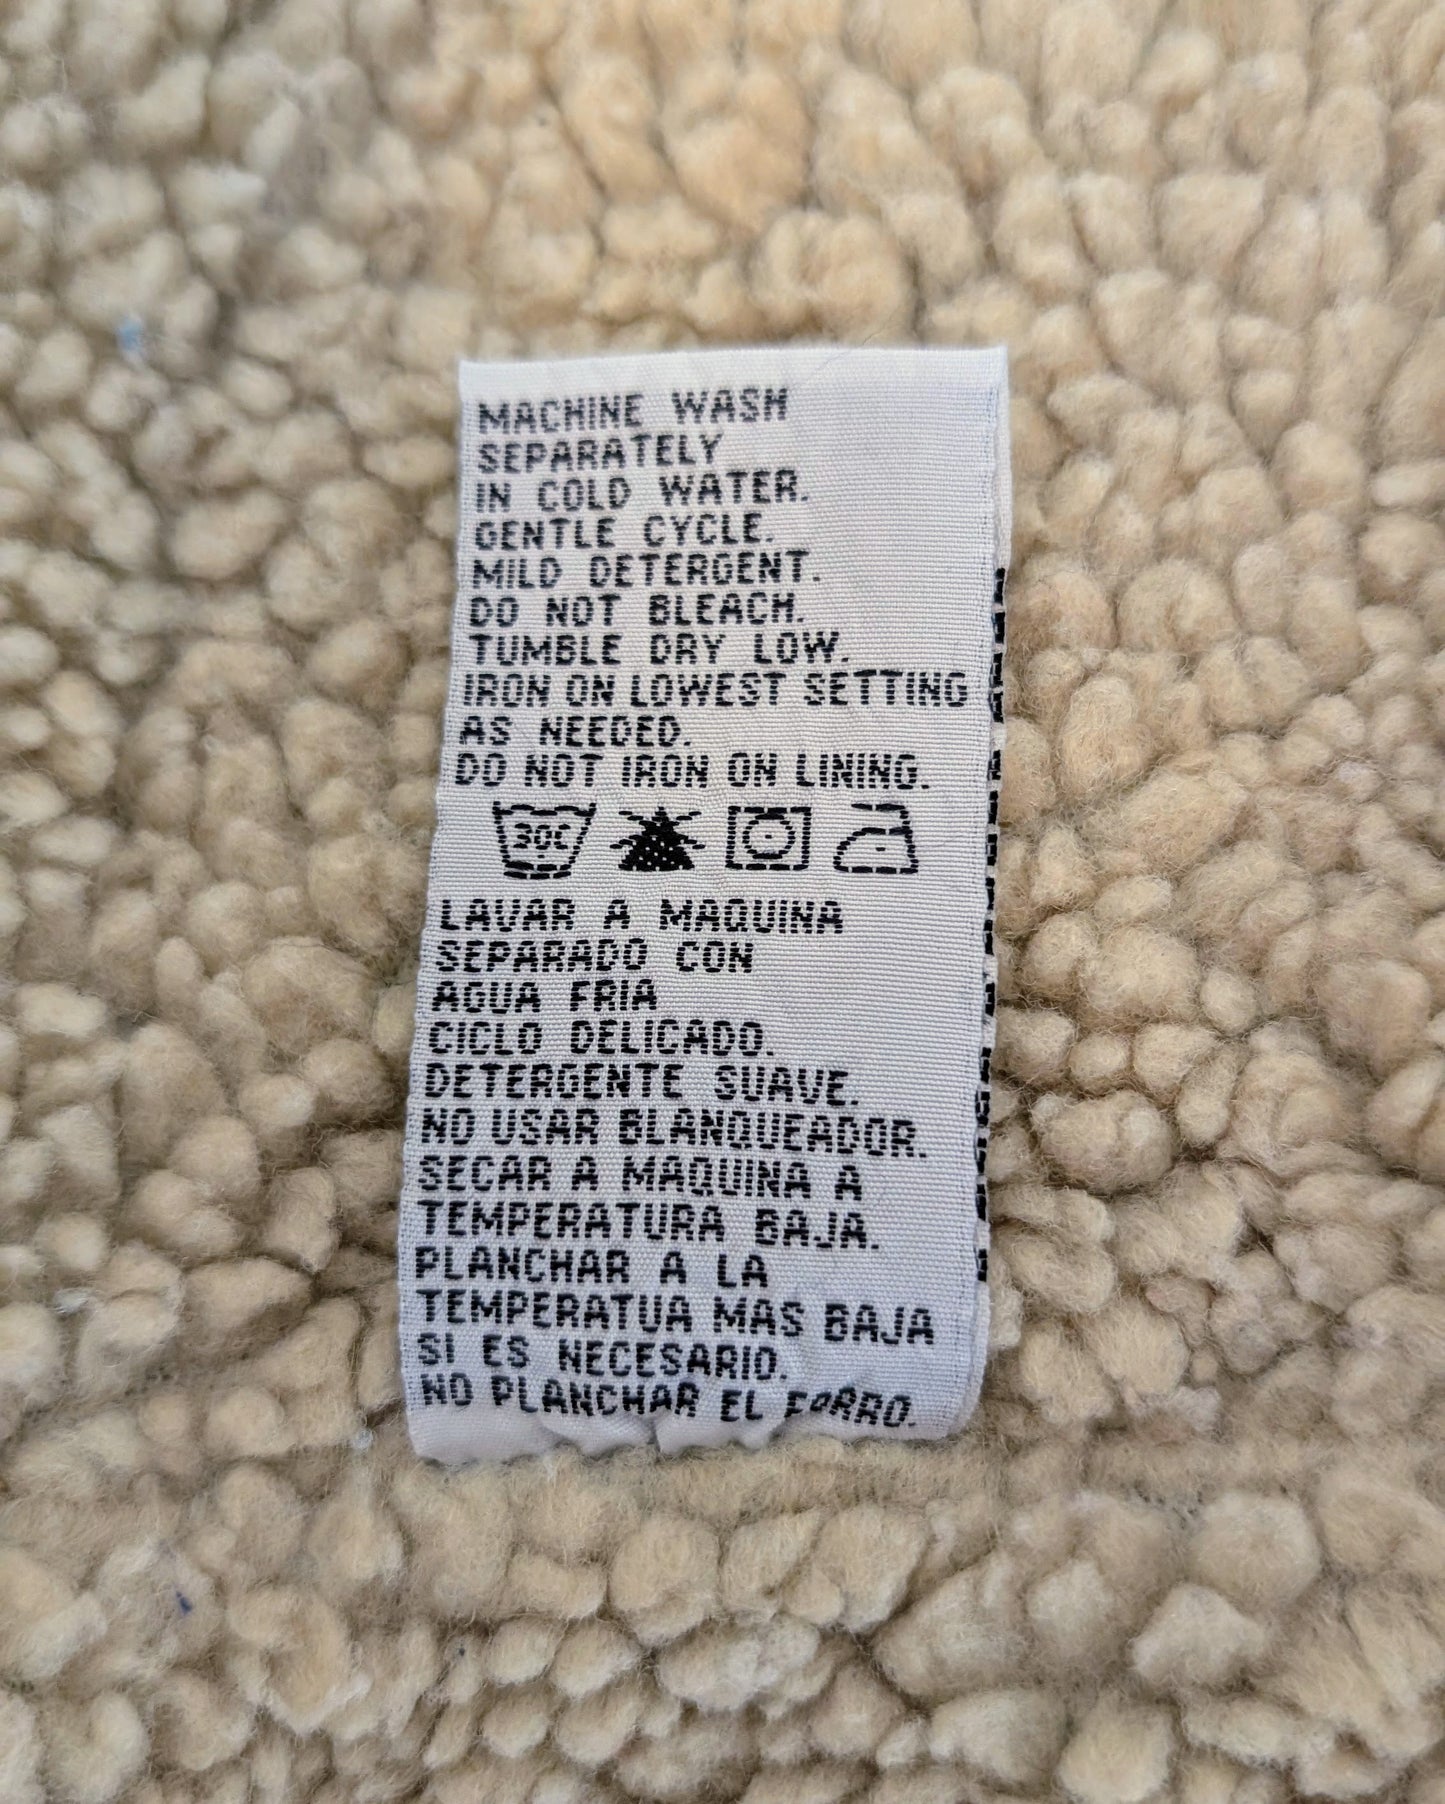 MACHINE WASH
SEPARATELY
IN COLD WATER.
GENTLE CYCLE.
MILD DETERGENT.
DO NOT BLEACH.
TUMBLE DRY LOW.
IRON ON LOWEST SETTING
AS NEEDED.
DO NOT IRON ON LINING.
30C
LAVAR A MAQUINA
SEPARADO CON
AGUA FRIA
CICLO DELICADO.
DETERGENTE SUAVE.
NO USAR BLANQUEADOR.
SECAR A MAQUINA A
TEMPERATURA BAJA.
PLANCHAR A LA
TEMPERATUA MAS BAJA
SI ES NECESARIO.
NO PLANCHAR EL FORRO.